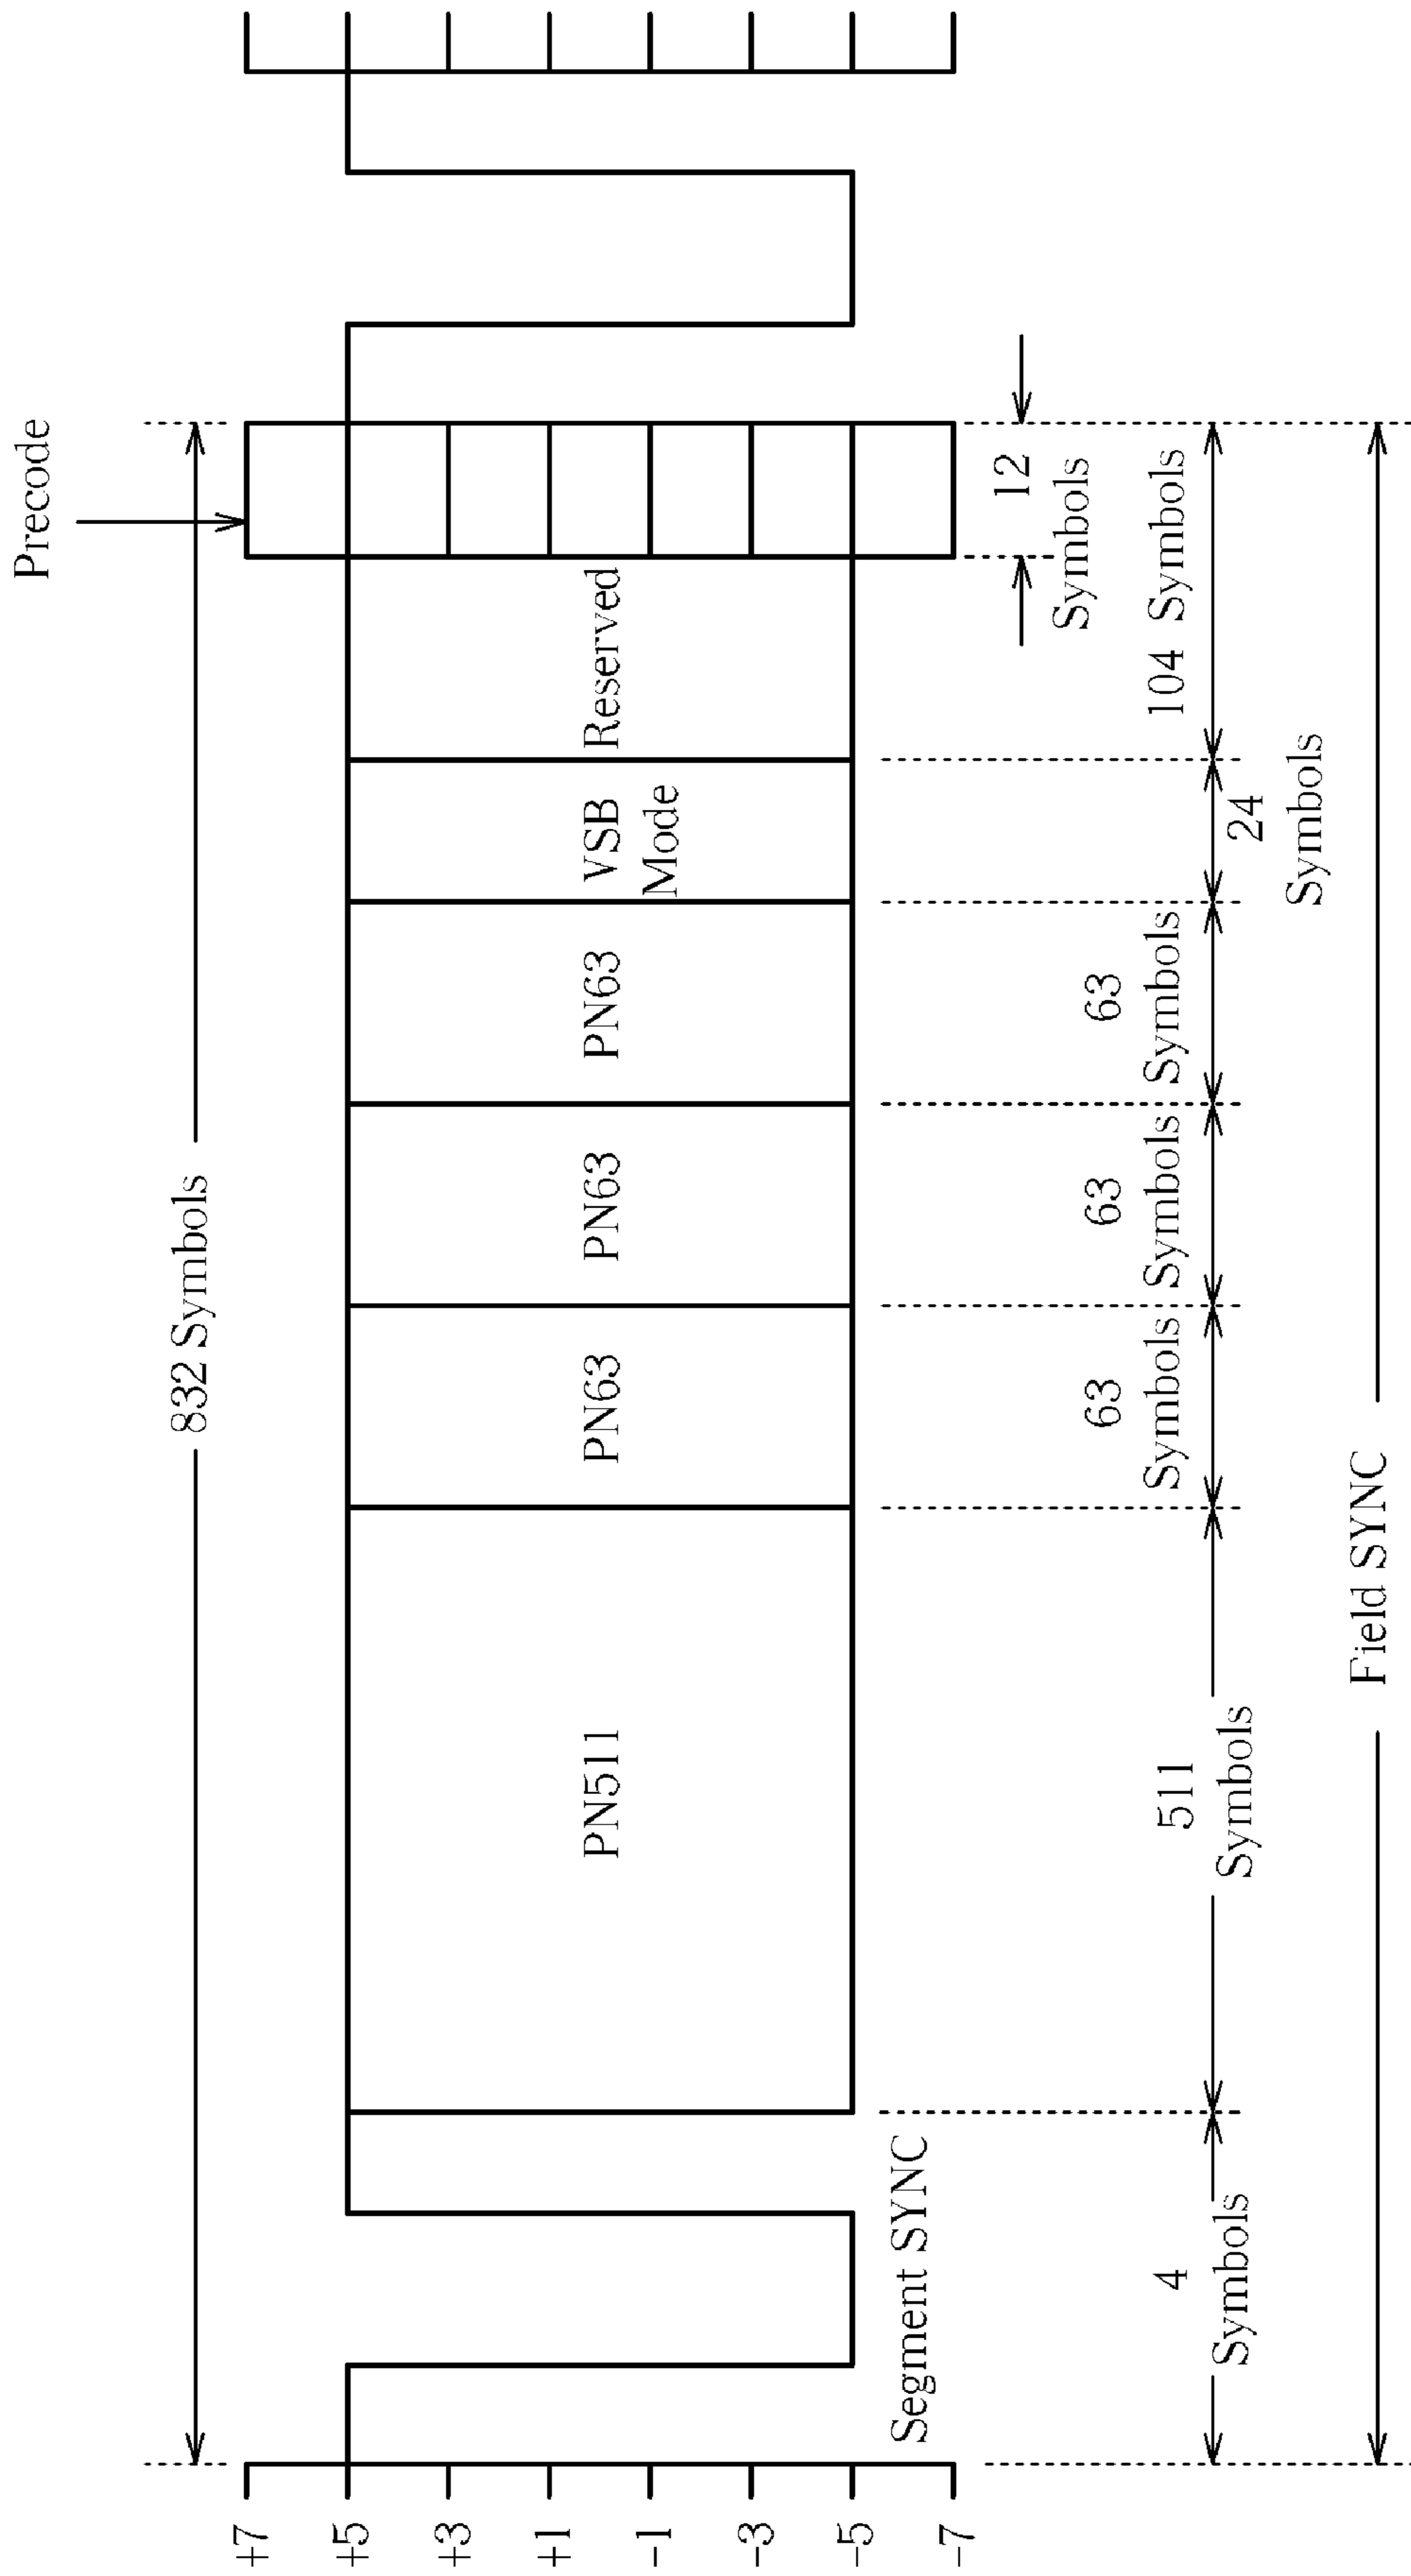 Precode
832 Symbols
+7
+5
+3
+1
-1
-3
-5
-7
PN511
PN63
PN63
PN63
VSB
Mode
Reserved
Segment SYNC
4
Symbols
511
Symbols
63
Symbols
63
Symbols
63
Symbols
24
Symbols
104 Symbols
12
Symbols
Field SYNC